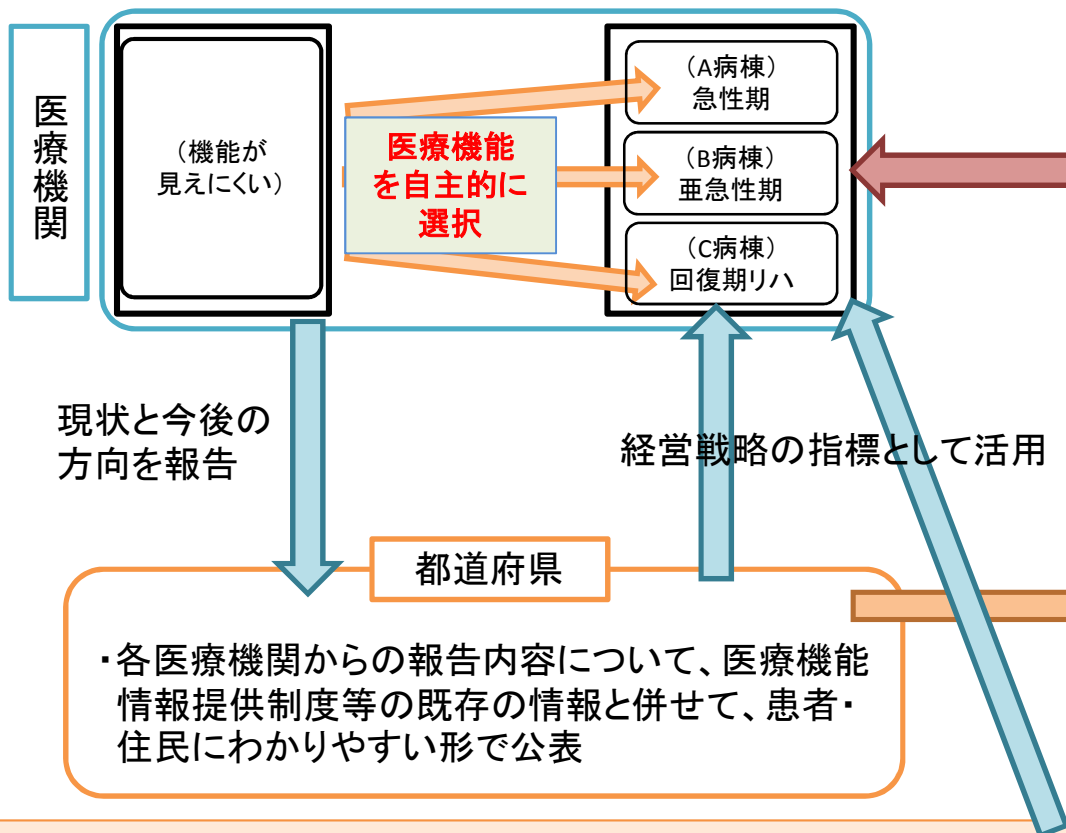 医療機関
（機能が
見えにくい）
医療機能
を自主的に
選択
（A病棟）
急性期
（B病棟）
亜急性期
（C病棟）
回復期リハ
現状と今後の
方向を報告
経営戦略の指標として活用
都道府県
・各医療機関からの報告内容について、医療機能
情報提供制度等の既存の情報と併せて、患者・
住民にわかりやすい形で公表